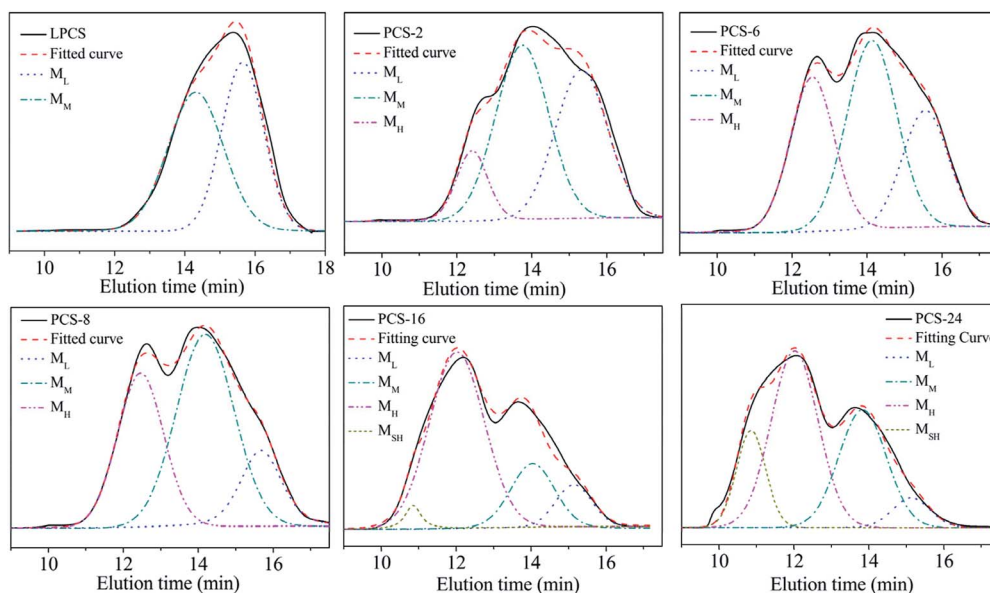 LPCS
Fitted curve
M_L
M_M
10 12 14 16 18
Elution time (min)
PCS-2
Fitted curve
M_L
M_M
M_H
10 12 14 16
Elution time (min)
PCS-6
Fitted curve
M_L
M_M
M_H
10 12 14 16
Elution time (min)
PCS-8
Fitted curve
M_L
M_M
M_H
10 12 14 16
Elution time (min)
PCS-16
Fitting curve
M_L
M_M
M_H
M_SH
10 12 14 16
Elution time (min)
PCS-24
Fitting Curve
M_L
M_M
M_H
M_SH
10 12 14 16
Elution time (min)